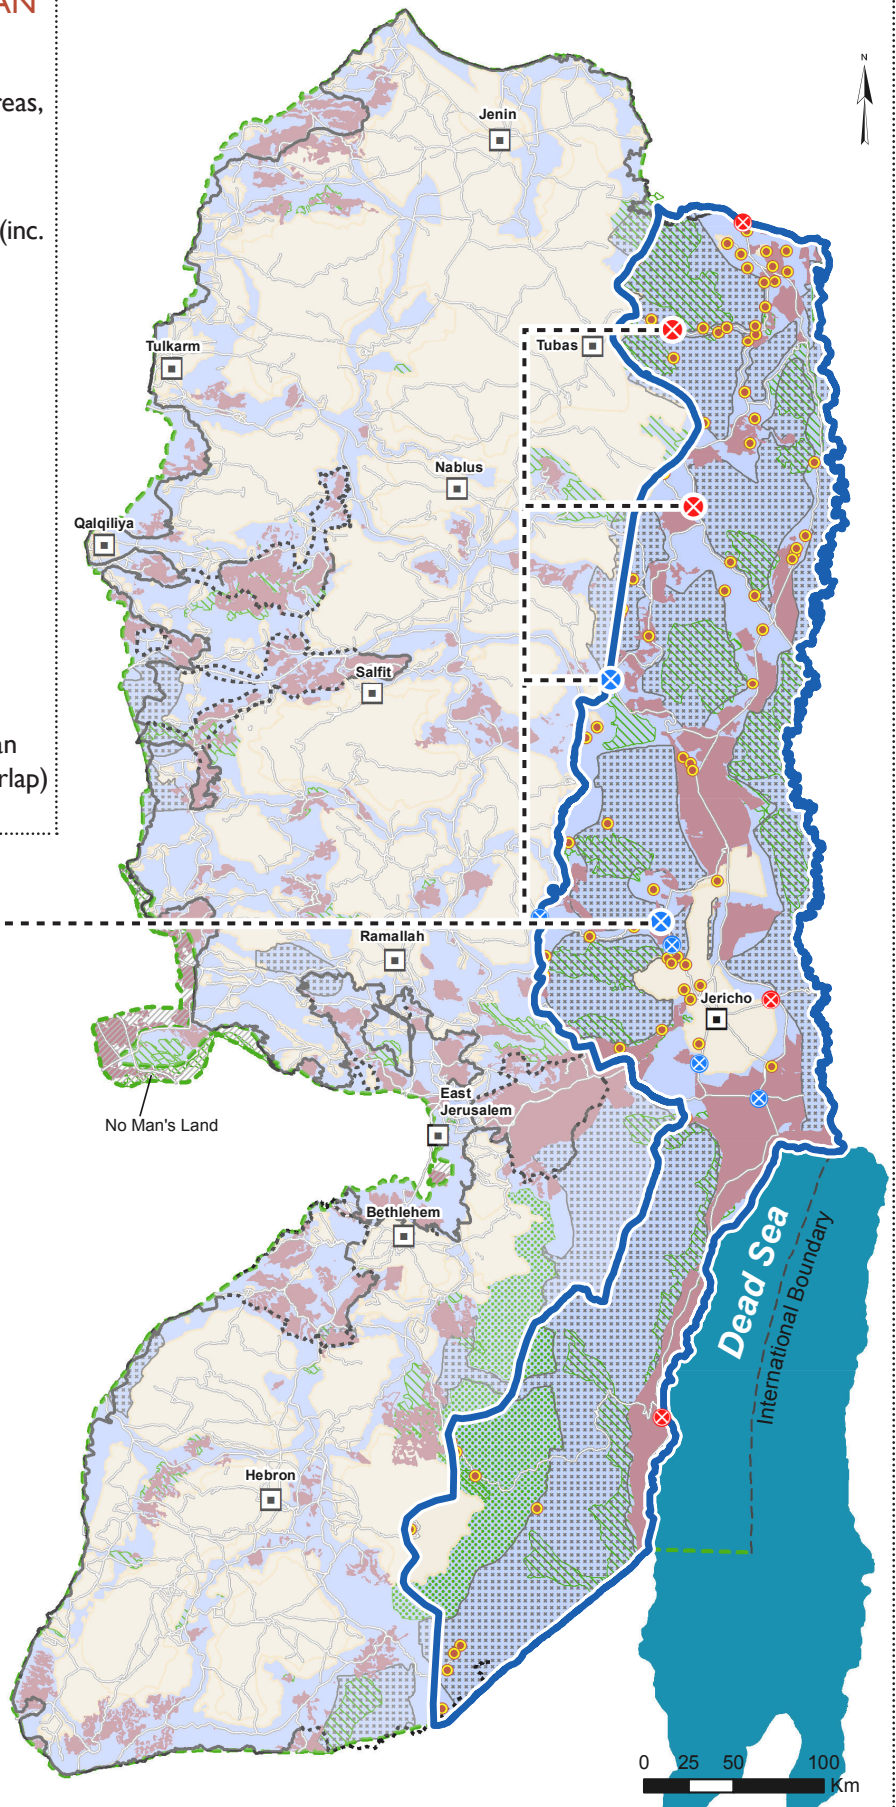 AN
reas,
(inc.
an
rlap)
N
Jenin
Tulkarm
Tubas
Nablus
Qalqiliya
Salfit
Ramallah
Jericho
No Man's Land
East
Jerusalem
Bethlehem
Dead Sea
International Boundary
Hebron
0 25 50 100
Km